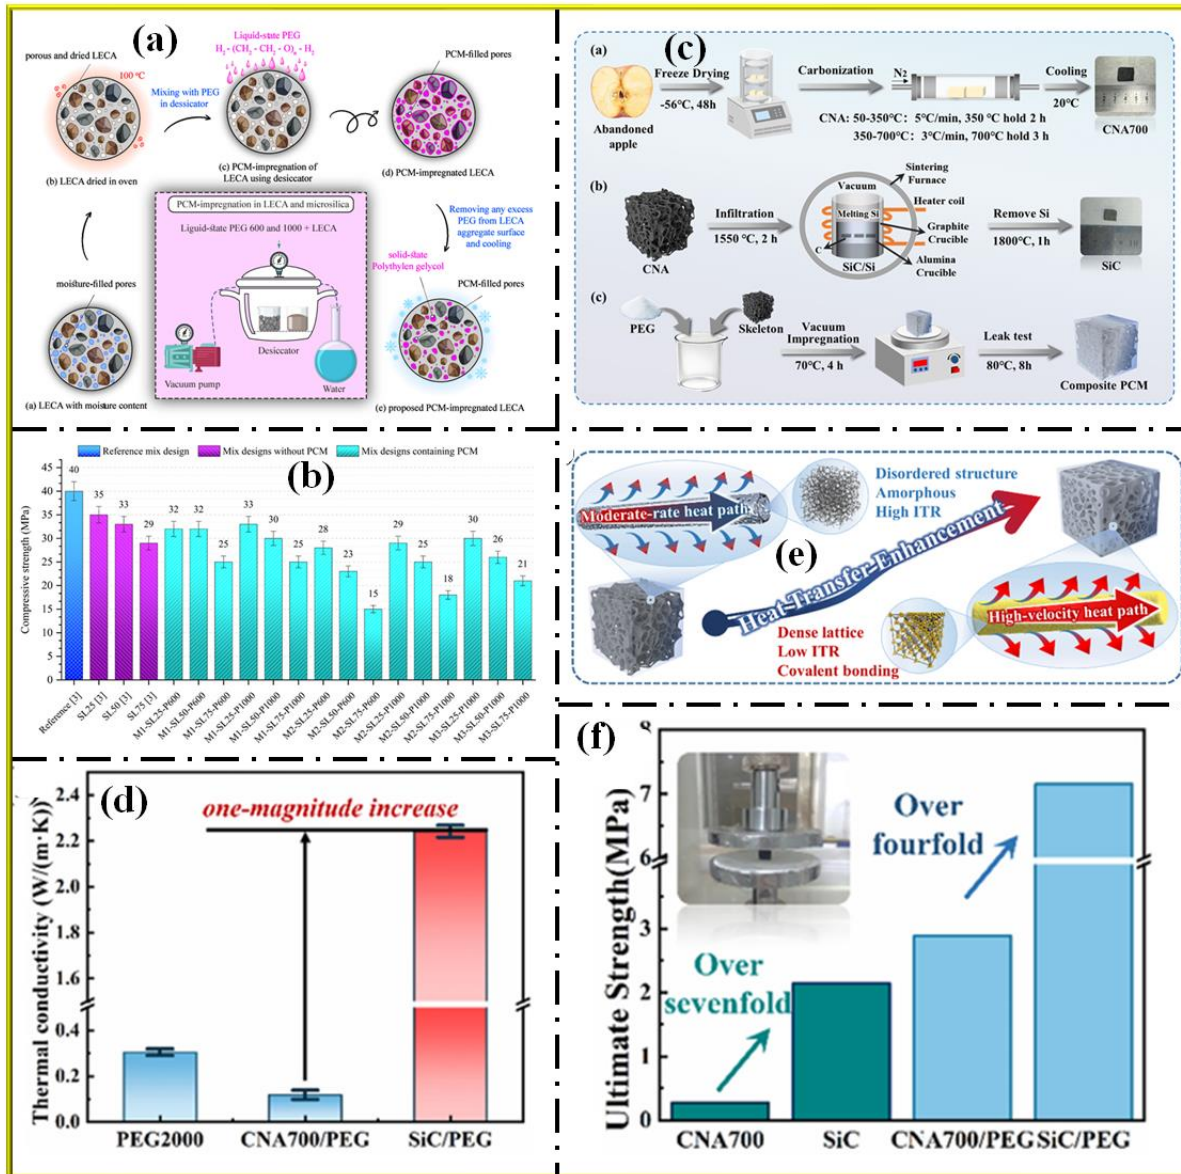 (a)
porous and dried LECA
100 °C
Liquid-state PEG
H₂ - (CH₂ - CH₂ - O)ₙ - H₂
PCM-filled pores
Mixing with PEG
in dessicator
(b) LECA dried in oven
(c) PCM-impregnation of
LECA using desiccator
(d) PCM-impregnated LECA
PCM-impregnation in LECA and microsilica
Liquid-state PEG 600 and 1000 + LECA
Desiccator
Vacuum pump
Water
Removing any excess
PEG from LECA
aggregate surface
and cooling
solid-state
Polythylen gelycol
PCM-filled pores
moisture-filled pores
(a) LECA with moisture content
(e) proposed PCM-impregnated LECA
(c)
(a)
Abandoned
apple
Freeze Drying
-56°C, 48h
Carbonization
N2
Cooling
20°C
CNA: 50-350°C: 5°C/min, 350 °C hold 2 h
350-700°C: 3°C/min, 700°C hold 3 h
CNA700
(b)
CNA
Infiltration
1550 °C, 2 h
Vacuum
Melting Si
C
SiC/Si
Sintering
Furnace
Heater coil
Graphite
Crucible
Alumina
Crucible
Remove Si
1800°C, 1h
SiC
(c)
PEG
Skeleton
Vacuum
Impregnation
70°C, 4 h
Leak test
80°C, 8h
Composite PCM
(b)
Reference mix design
Mix designs without PCM
Mix designs containing PCM
Compressive strength (MPa)
45
40
35
30
25
20
15
10
5
0
40
35
33
29
32
32
25
33
30
25
28
23
15
29
25
18
30
26
21
Reference [3]
SL25 [3]
SL50 [3]
SL75 [3]
M1-SL25-P600
M1-SL50-P600
M1-SL75-P600
M1-SL25-P1000
M1-SL50-P1000
M1-SL75-P1000
M2-SL25-P600
M2-SL50-P600
M2-SL75-P600
M2-SL25-P1000
M2-SL50-P1000
M2-SL75-P1000
M3-SL25-P1000
M3-SL50-P1000
M3-SL75-P1000
(e)
Moderate-rate heat path
Disordered structure
Amorphous
High ITR
Heat-Transfer-Enhancement
Dense lattice
Low ITR
Covalent bonding
High-velocity heat path
(d)
Thermal conductivity (W/(m·K))
2.4
2.2
2.0
1.8
1.6
0.4
0.2
0.0
one-magnitude increase
PEG2000
CNA700/PEG
SiC/PEG
(f)
Ultimate Strength(MPa)
8
7
6
3
2
1
0
Over
sevenfold
Over
fourfold
CNA700
SiC
CNA700/PEG
SiC/PEG